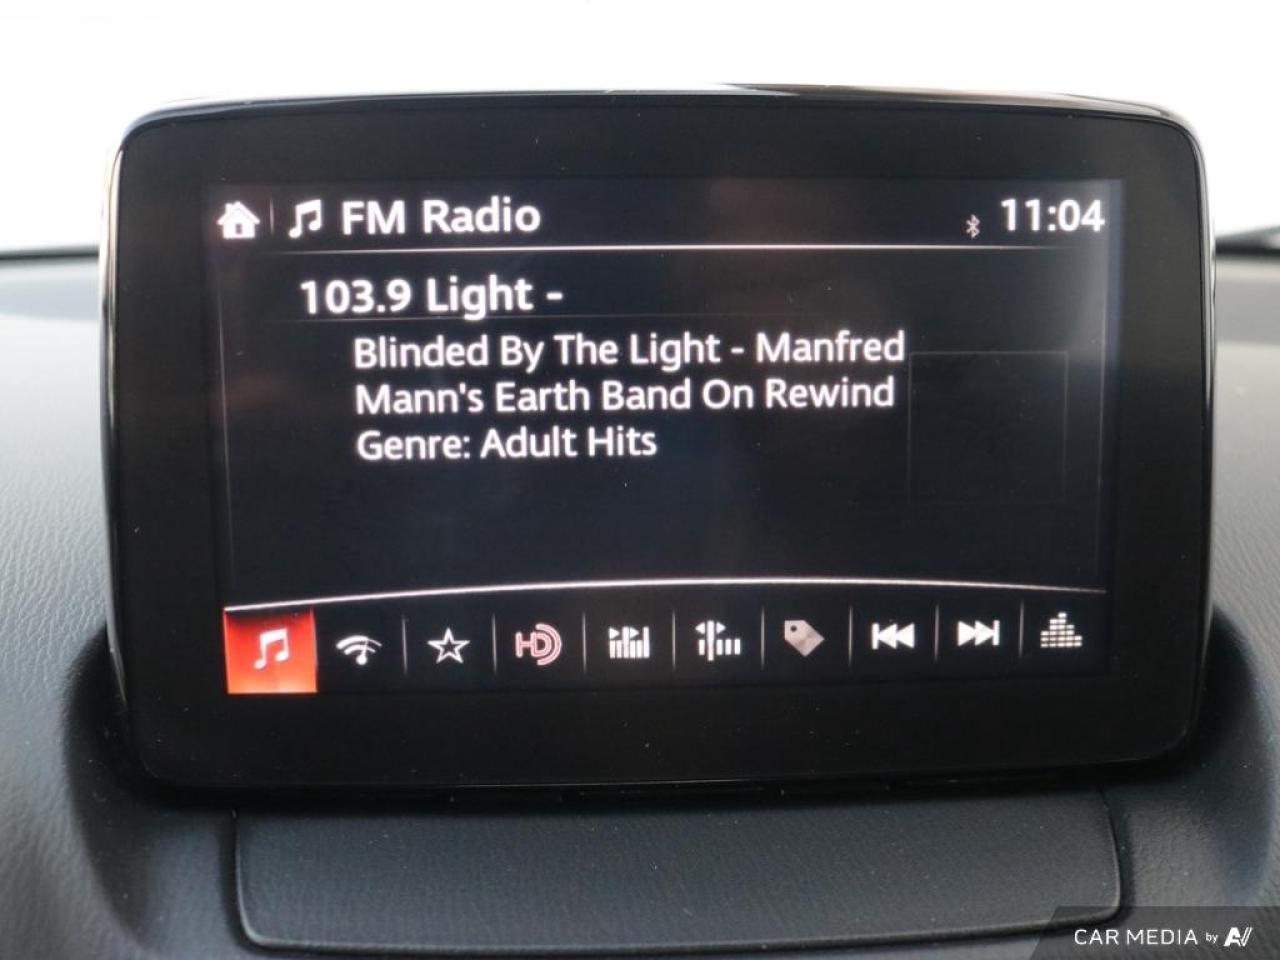 FM Radio
11:04
103.9 Light -
Blinded By The Light - Manfred
Mann's Earth Band On Rewind
Genre: Adult Hits
HD
CAR MEDIA by AV